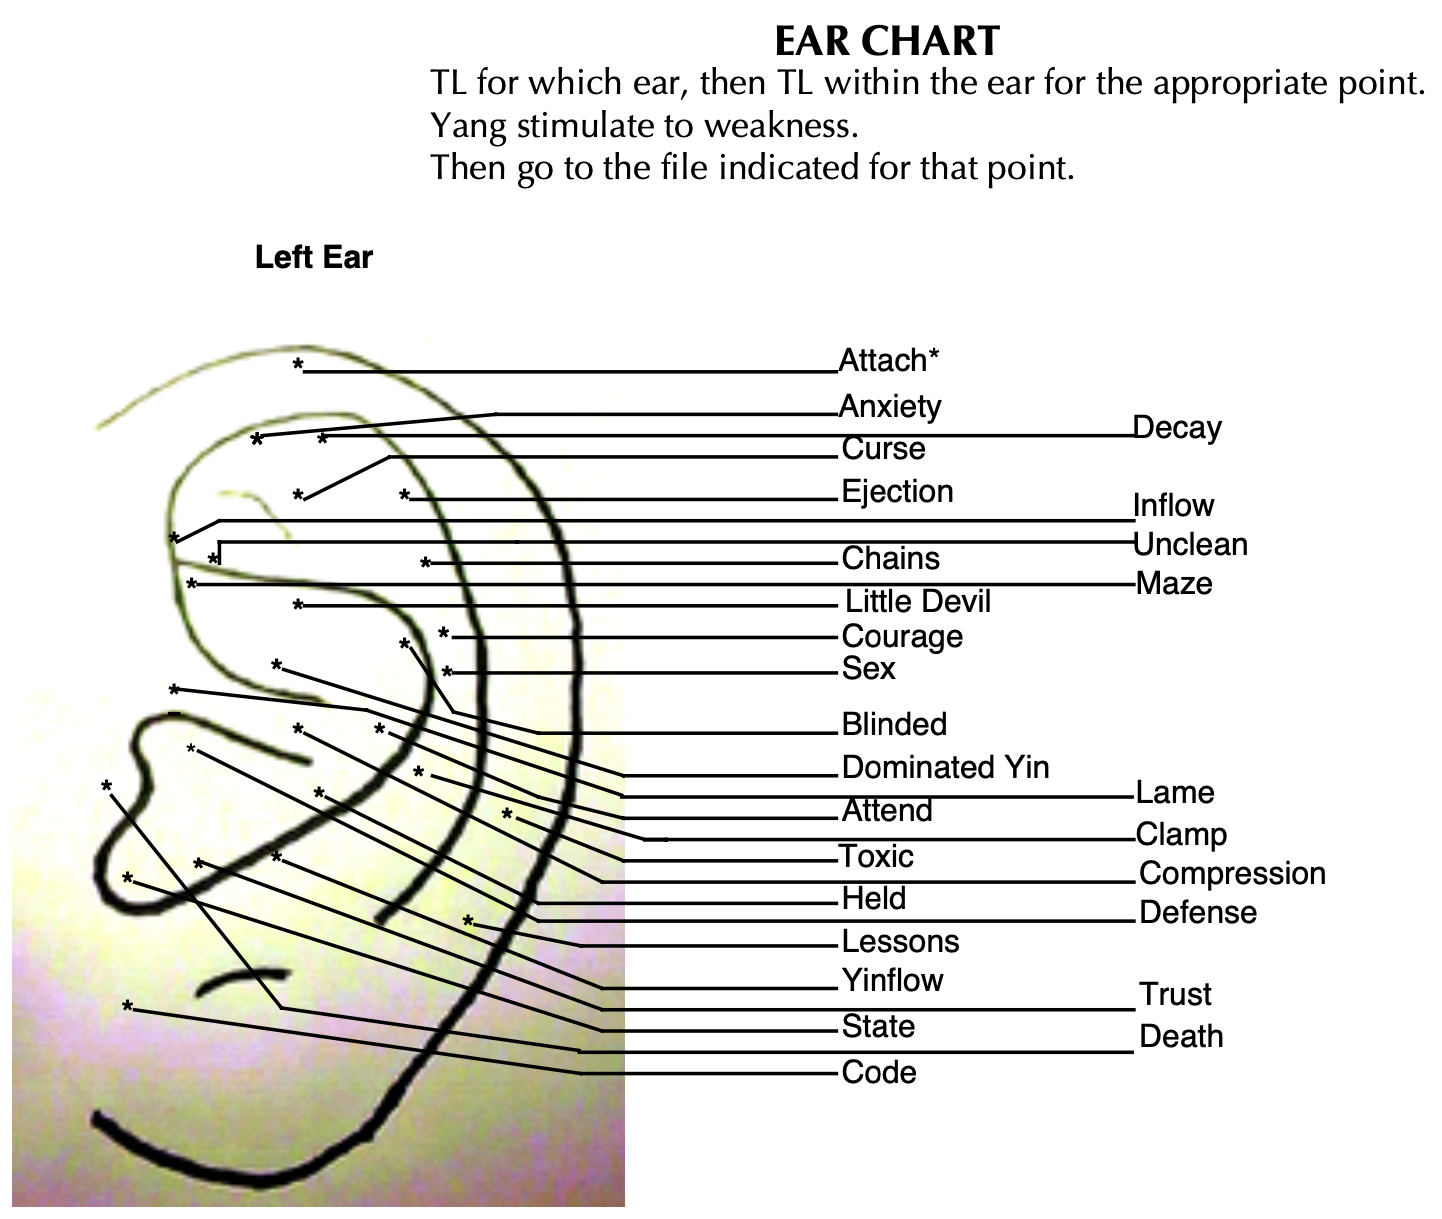 EAR CHART
TL for which ear, then TL within the ear for the appropriate point.
Yang stimulate to weakness.
Then go to the file indicated for that point.
Left Ear
Attach*
Anxiety
Decay
Curse
Ejection
Inflow
Unclean
Chains
Maze
Little Devil
Courage
Sex
Blinded
Dominated Yin
Lame
Attend
Clamp
Toxic
Compression
Held
Defense
Lessons
Yinflow
Trust
State
Death
Code